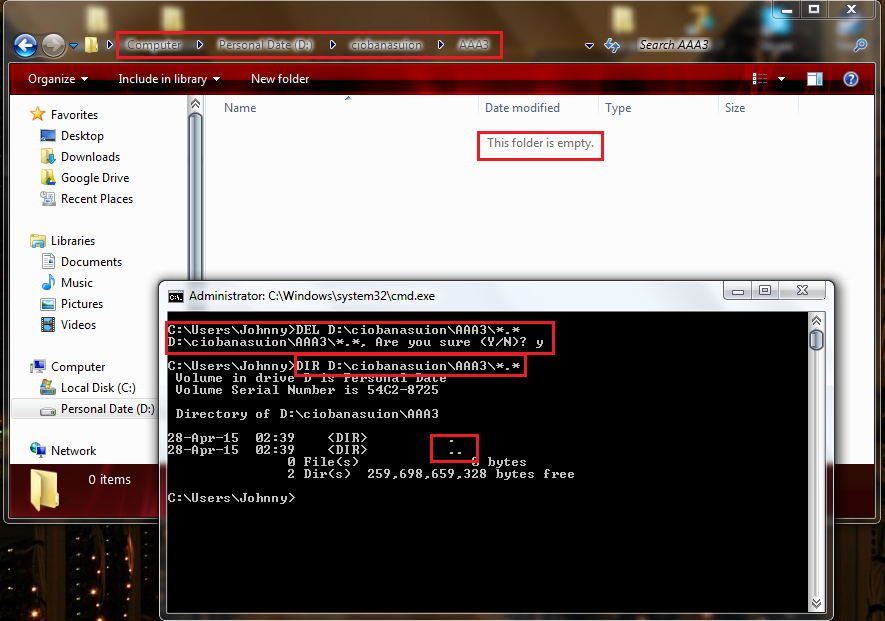 Computer Personal Date (D:) ciobanasuion AAA3 Search AAA3
Organize Include in library New folder
Name Date modified Type Size
This folder is empty.
Favorites
Desktop
Downloads
Google Drive
Recent Places
Libraries
Documents
Music
Pictures
Videos
Computer
Local Disk (C:)
Personal Date (D:)
Network
0 items
Administrator: C:\Windows\system32\cmd.exe
C:\Users\Johnny>DEL D:\ciobanasuion\AAA3\*.*
D:\ciobanasuion\AAA3\*.*, Are you sure (Y/N)? y
C:\Users\Johnny>DIR D:\ciobanasuion\AAA3\*.*
Volume in drive D is Personal Date
Volume Serial Number is 54C2-8725
Directory of D:\ciobanasuion\AAA3
28-Apr-15 02:39 <DIR> .
28-Apr-15 02:39 <DIR> ..
0 File(s) 0 bytes
2 Dir(s) 259,698,659,328 bytes free
C:\Users\Johnny>